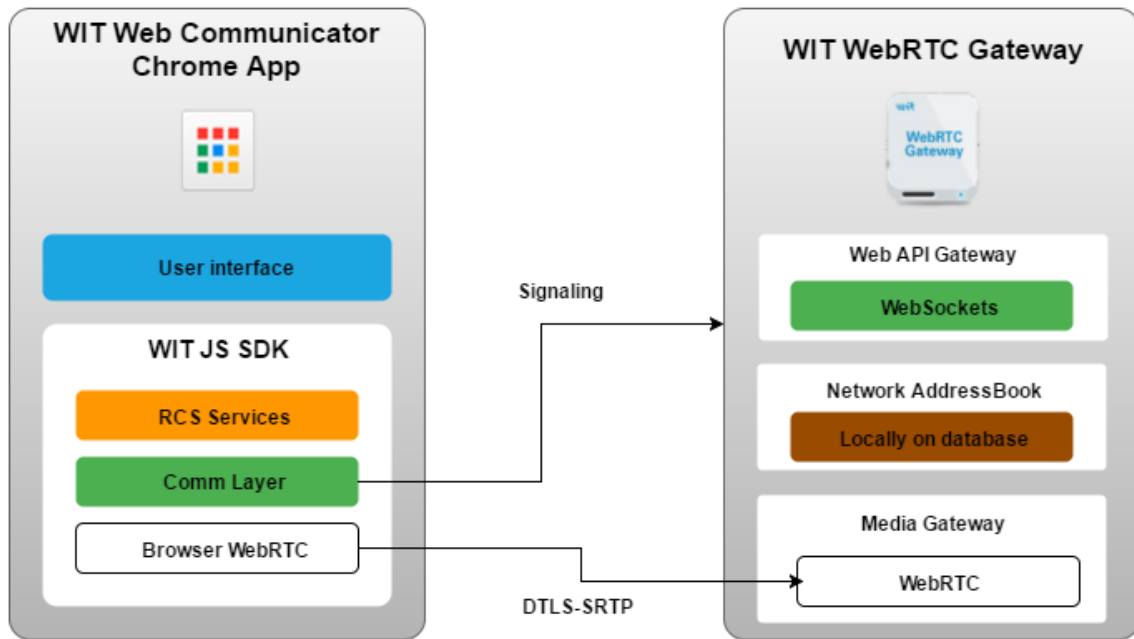 WIT Web Communicator
Chrome App
User interface
WIT JS SDK
RCS Services
Comm Layer
Browser WebRTC
Signaling
DTLS-SRTP
WIT WebRTC Gateway
wit
WebRTC
Gateway
Web API Gateway
WebSockets
Network AddressBook
Locally on database
Media Gateway
WebRTC